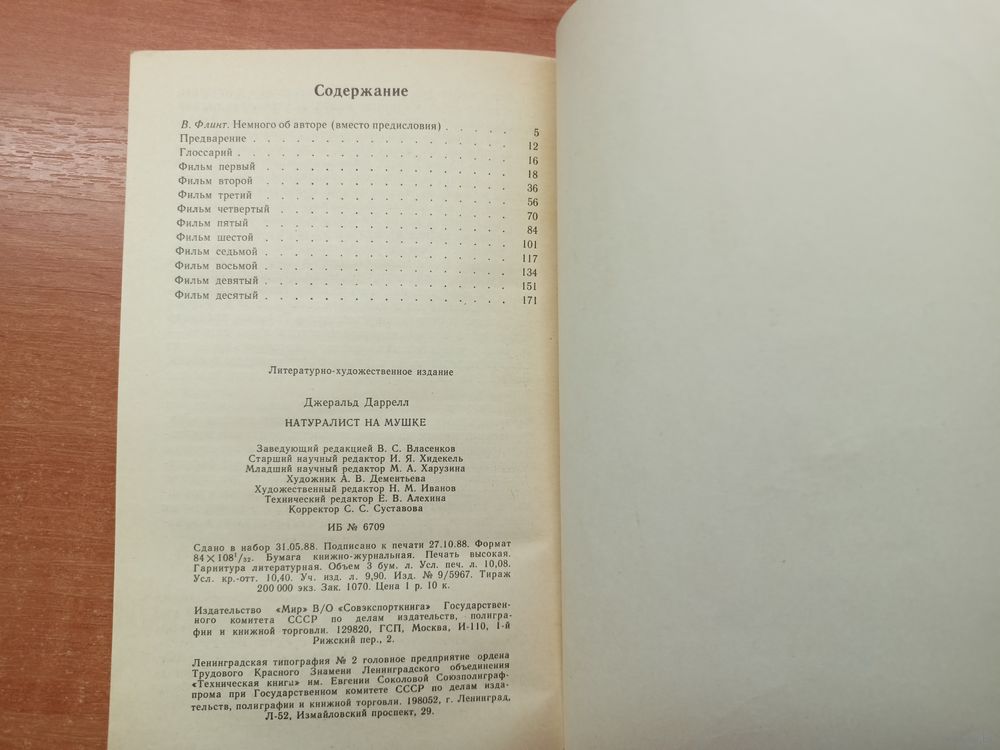 Содержание
В. Флинт. Немного об авторе (вместо предисловия) . . . . 5
Предварение . . . . . . . . . . . . . 12
Глоссарий . . . . . . . . . . . . . . 16
Фильм первый . . . . . . . . . . . . . 18
Фильм второй . . . . . . . . . . . . . 36
Фильм третий . . . . . . . . . . . . . 56
Фильм четвертый . . . . . . . . . . . . 70
Фильм пятый . . . . . . . . . . . . . 84
Фильм шестой . . . . . . . . . . . . . 101
Фильм седьмой . . . . . . . . . . . . . 117
Фильм восьмой . . . . . . . . . . . . . 134
Фильм девятый . . . . . . . . . . . . . 151
Фильм десятый . . . . . . . . . . . . . 171
Литературно-художественное издание
Джеральд Даррелл
НАТУРАЛИСТ НА МУШКЕ
Заведующий редакцией В. С. Власенков
Старший научный редактор И. Я. Хидекель
Младший научный редактор М. А. Харузина
Художник А. В. Дементьева
Художественный редактор Н. М. Иванов
Технический редактор Е. В. Алехина
Корректор С. С. Суставова
ИБ № 6709
Сдано в набор 31.05.88. Подписано к печати 27.10.88. Формат
84×108¹/₃₂. Бумага книжно-журнальная. Печать высокая.
Гарнитура литературная. Объем 3 бум. л. Усл. печ. л. 10,08.
Усл. кр.-отт. 10,40. Уч. изд. л. 9,90. Изд. № 9/5967. Тираж
200 000 экз. Зак. 1070. Цена 1 р. 10 к.
Издательство «Мир» В/О «Совэкспорткнига» Государствен-
ного комитета СССР по делам издательств, полигра-
фии и книжной торговли. 129820, ГСП, Москва, И-110, 1-й
Рижский пер., 2.
Ленинградская типография № 2 головное предприятие ордена
Трудового Красного Знамени Ленинградского объединения
«Техническая книга» им. Евгении Соколовой Союзполиграф-
прома при Государственном комитете СССР по делам изда-
тельств, полиграфии и книжной торговли. 198052, г. Ленинград,
Л-52, Измайловский проспект, 29.